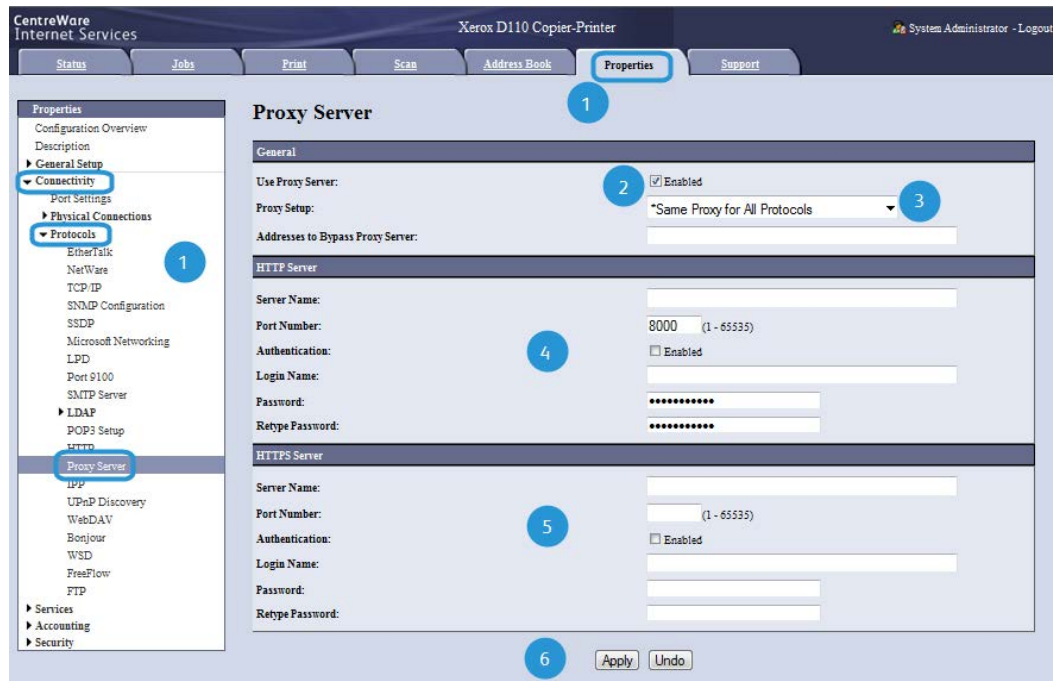 CentreWare
Internet Services
Xerox D110 Copier-Printer
System Administrator - Logout
Status
Jobs
Print
Scan
Address Book
Properties
Support
1
Properties
Configuration Overview
Description
General Setup
Connectivity
Port Settings
Physical Connections
Protocols
1
EtherTalk
NetWare
TCP/IP
SNMP Configuration
SSDP
Microsoft Networking
LPD
Port 9100
SMTP Server
LDAP
POP3 Setup
HTTP
Proxy Server
IPP
UPnP Discovery
WebDAV
Bonjour
WSD
FreeFlow
FTP
Services
Accounting
Security
Proxy Server
General
Use Proxy Server: 2 Enabled
Proxy Setup: *Same Proxy for All Protocols 3
Addresses to Bypass Proxy Server:
HTTP Server
Server Name:
Port Number: 8000 (1 - 65535)
Authentication: 4 Enabled
Login Name:
Password: •••••••••••
Retype Password: •••••••••••
HTTPS Server
Server Name:
Port Number: (1 - 65535)
Authentication: 5 Enabled
Login Name:
Password:
Retype Password:
6 Apply Undo